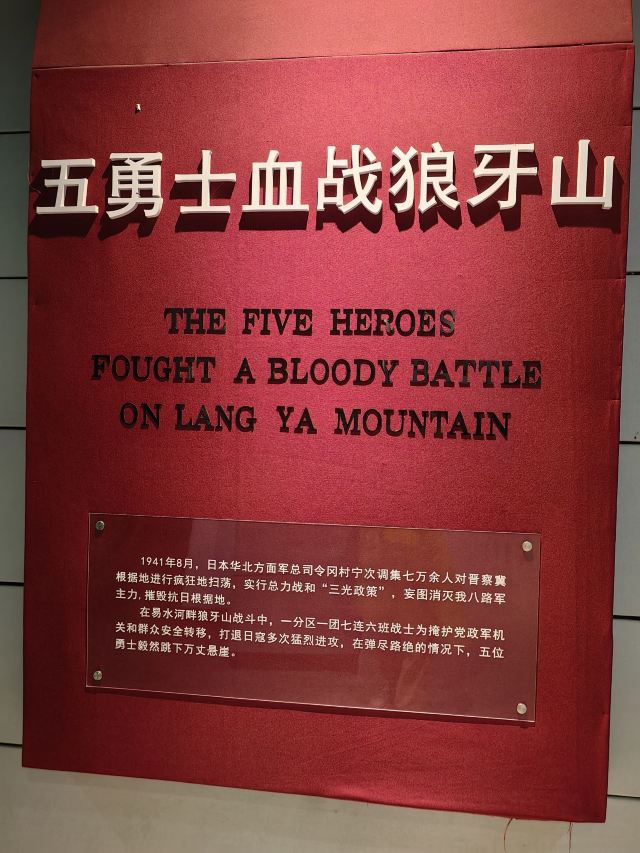 五勇士血战狼牙山
THE FIVE HEROES
FOUGHT A BLOODY BATTLE
ON LANG YA MOUNTAIN
1941年8月，日本华北方面军总司令冈村宁次调集七万余人对晋察冀
根据地进行疯狂地扫荡，实行总力战和“三光政策”，妄图消灭我八路军
主力，摧毁抗日根据地。
在易水河畔狼牙山战斗中，一分区一团七连六班战士为掩护党政军机
关和群众安全转移，打退日寇多次猛烈进攻，在弹尽路绝的情况下，五位
勇士毅然跳下万丈悬崖。